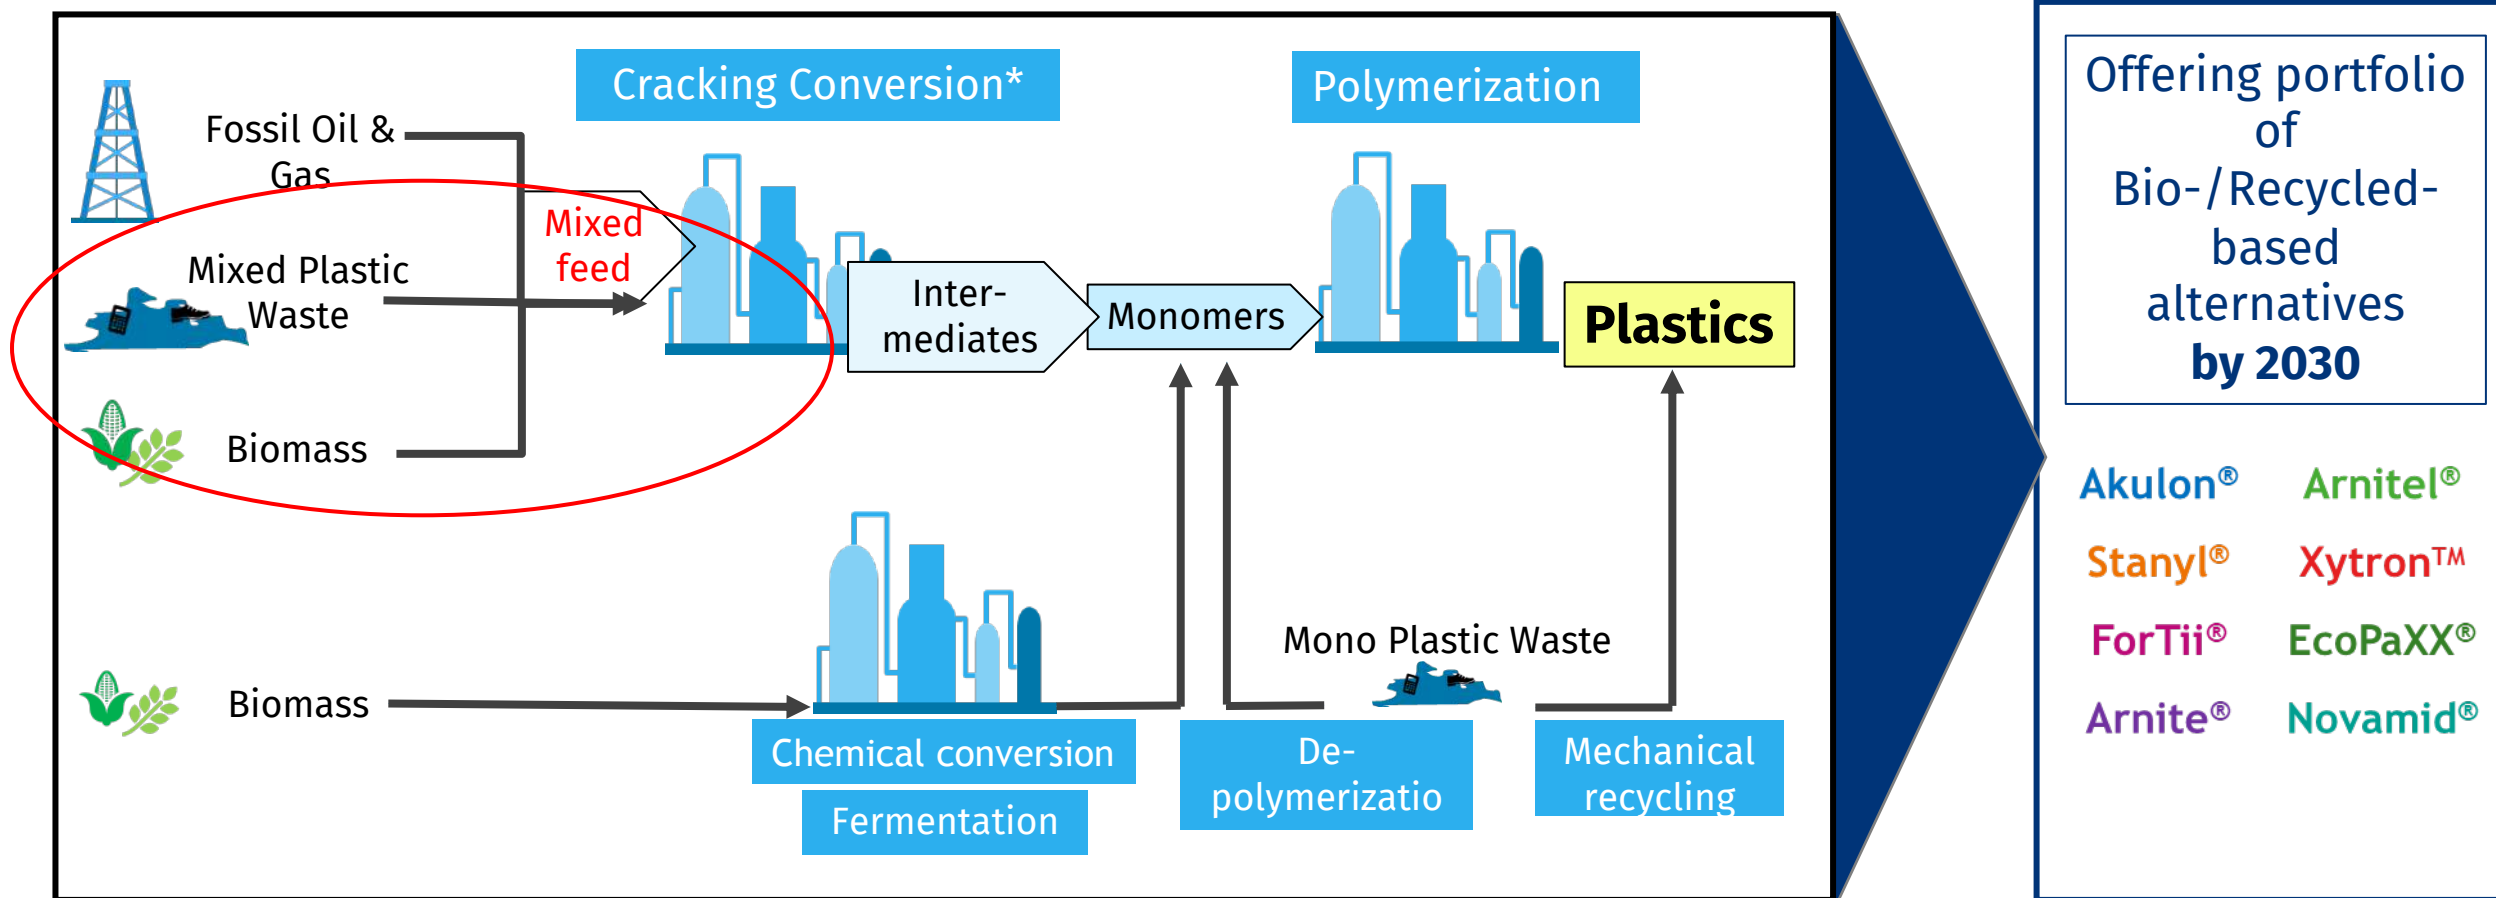 Cracking Conversion*
Polymerization
Fossil Oil &
Gas
Mixed
feed
Mixed Plastic
Waste
Inter-
mediates
Monomers
Plastics
Biomass
Biomass
Mono Plastic Waste
Chemical conversion
Fermentation
De-
polymerizatio
Mechanical
recycling
Offering portfolio
of
Bio-/Recycled-
based
alternatives
by 2030
Akulon® Arnitel®
Stanyl® Xytron™
ForTii® EcoPaXX®
Arnite® Novamid®